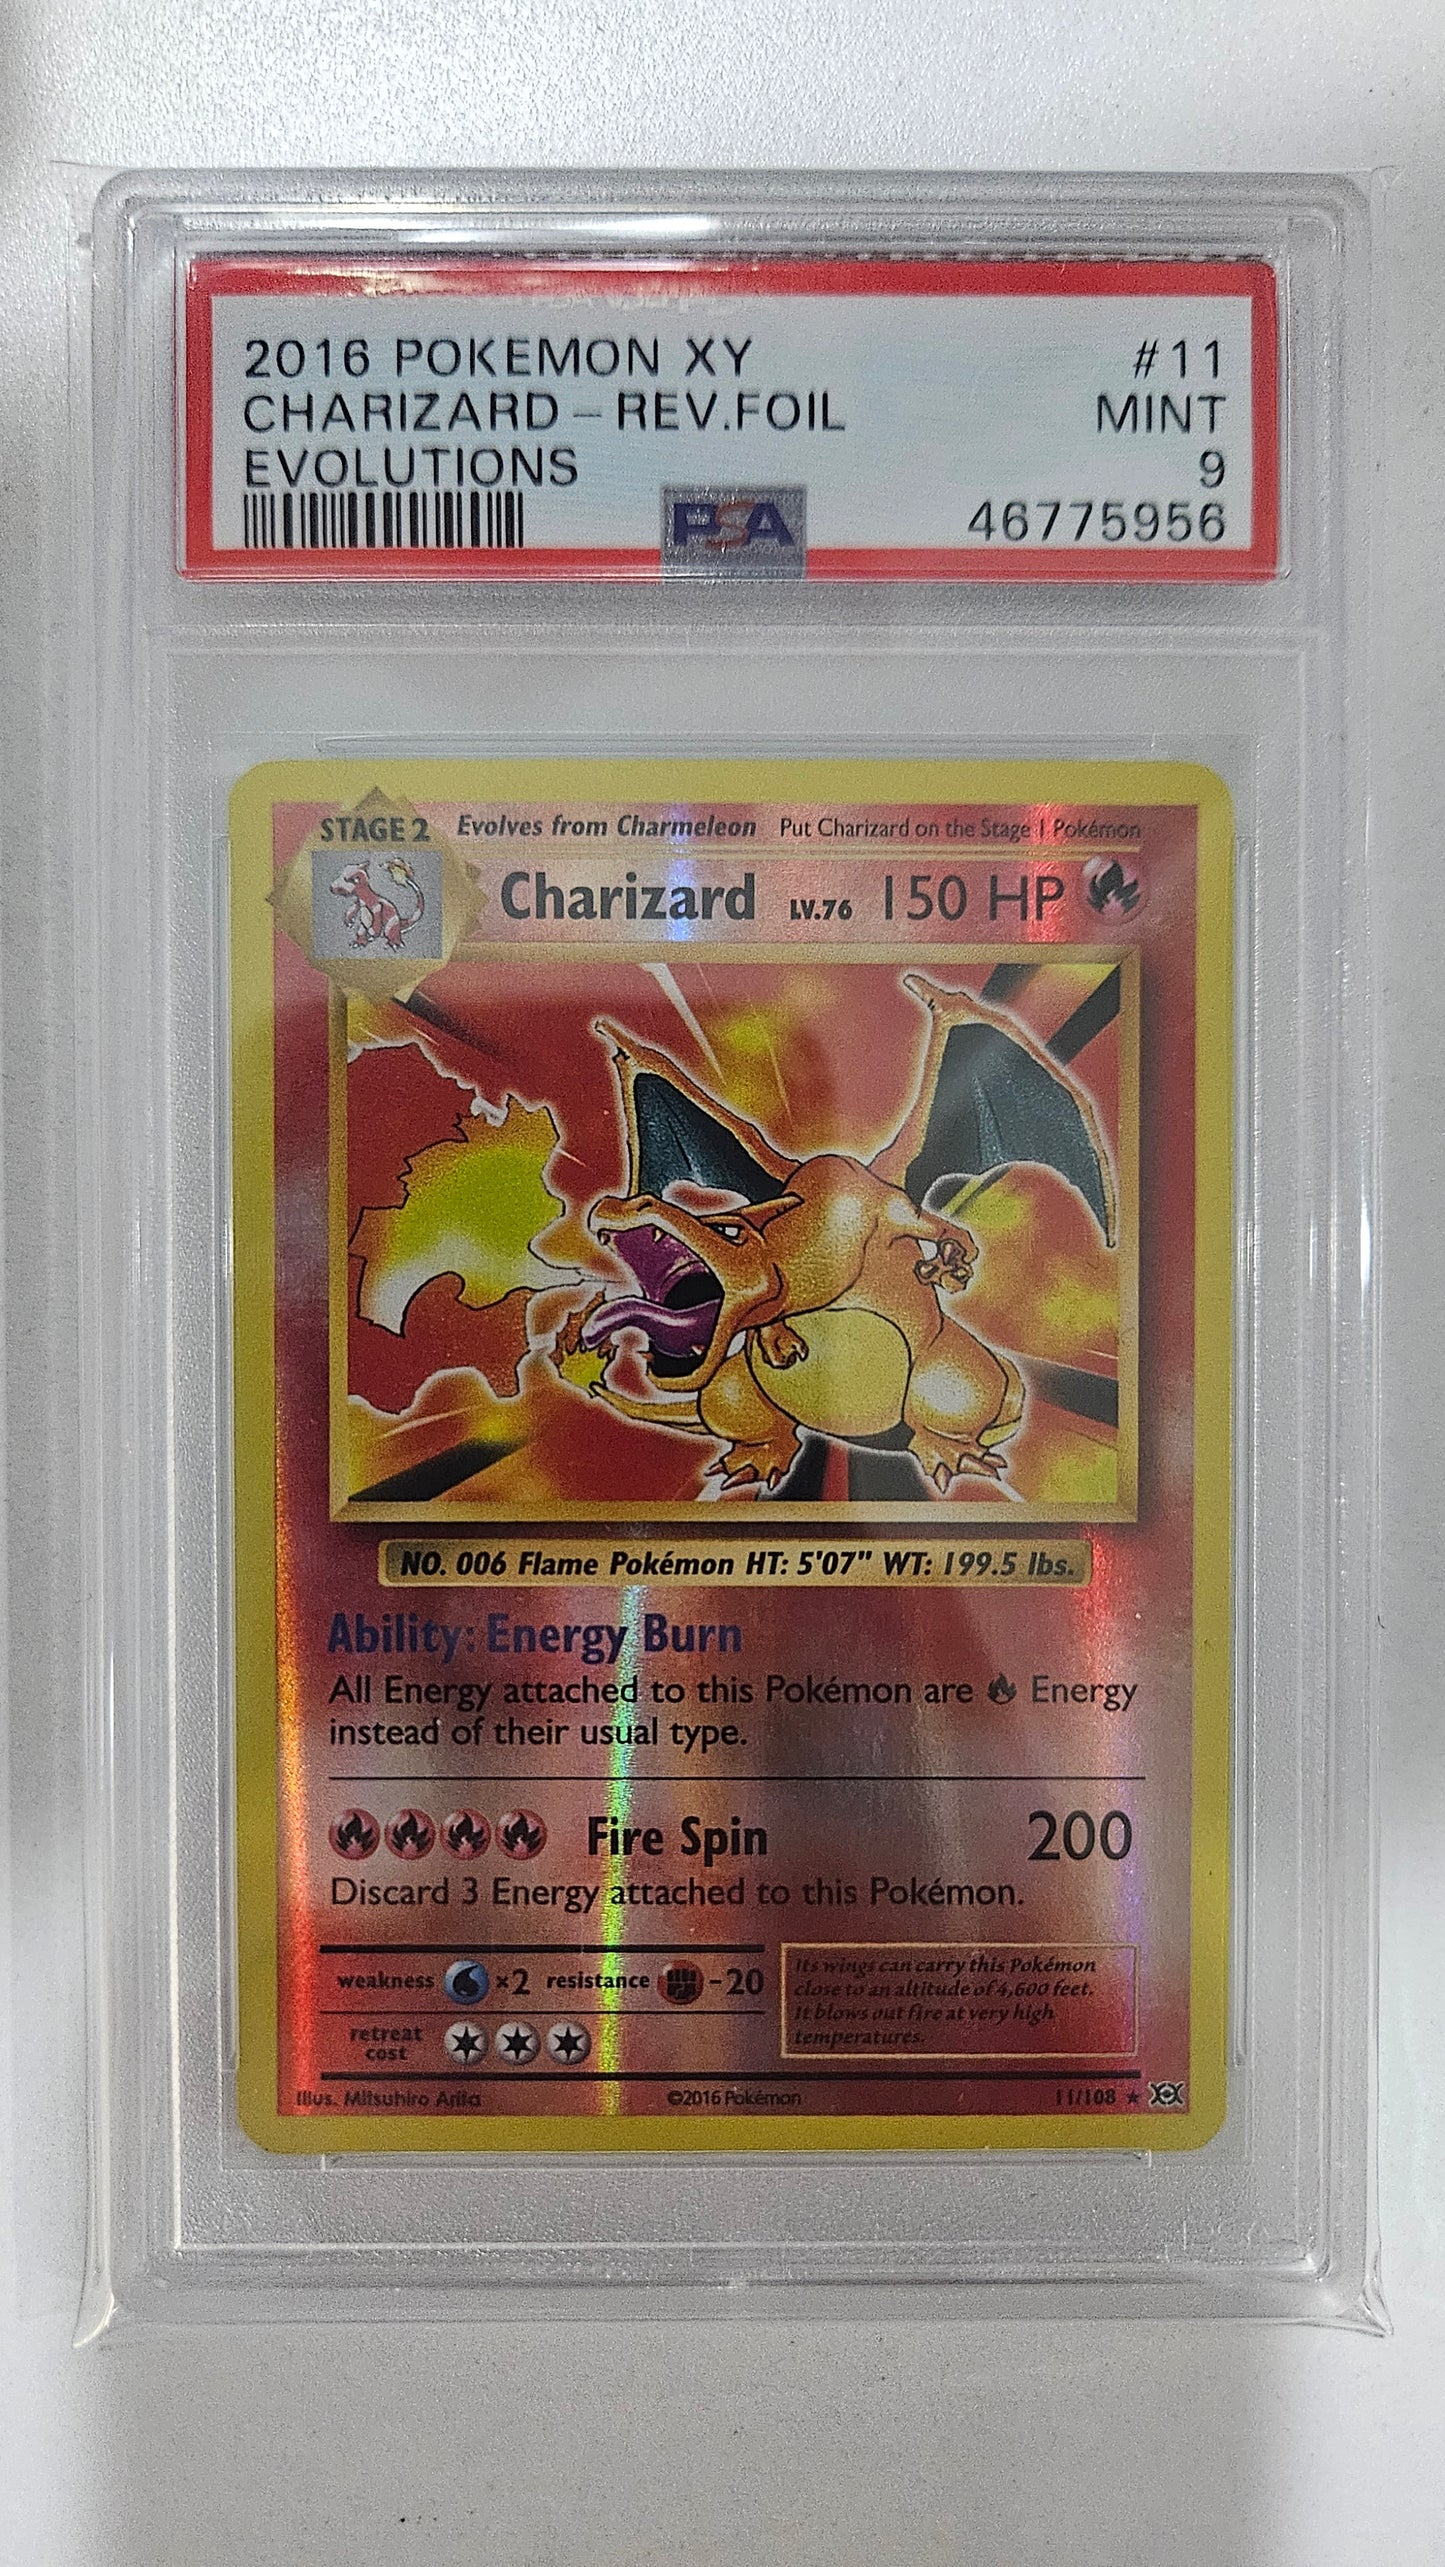 2016 POKEMON XY #11
CHARIZARD-REV.FOIL MINT
EVOLUTIONS 9
PSA 46775956
STAGE 2 Evolves from Charmeleon Put Charizard on the Stage 1 Pokémon
Charizard LV.76 150 HP
NO. 006 Flame Pokémon HT: 5'07" WT: 199.5 lbs.
Ability: Energy Burn
All Energy attached to this Pokémon are Energy
instead of their usual type.
Fire Spin 200
Discard 3 Energy attached to this Pokémon.
weakness ×2 resistance -20
retreat
cost
Its wings can carry this Pokémon
close to an altitude of 4,600 feet.
It blows out fire at very high
temperatures.
Illus. Mitsuhiro Arita ©2016 Pokémon 11/108 ★